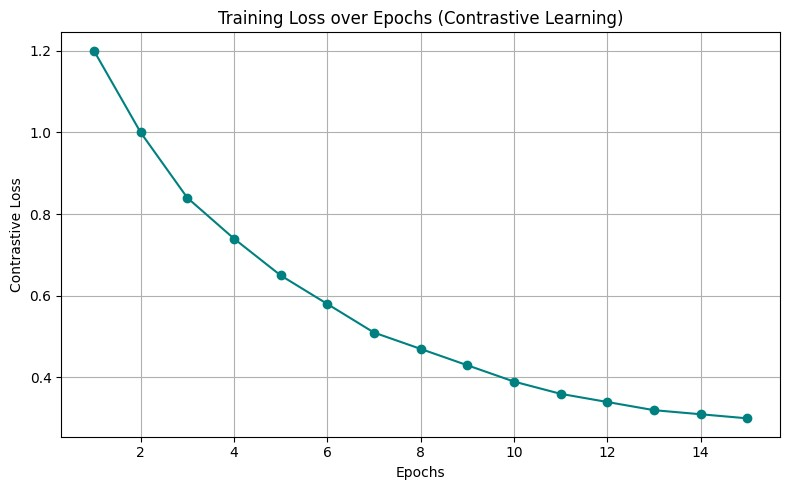 Training Loss over Epochs (Contrastive Learning)
Contrastive Loss
1.2
1.0
0.8
0.6
0.4
2 4 6 8 10 12 14
Epochs